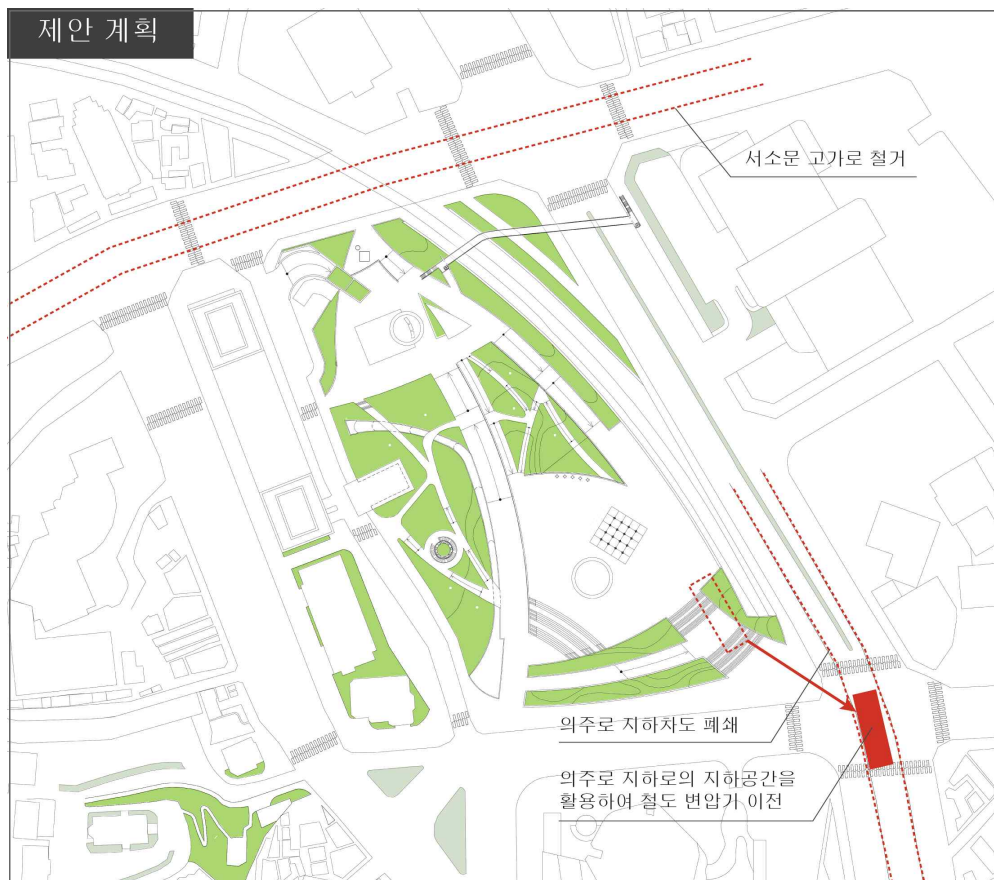 제안 계획
서소문 고가로 철거
의주로 지하차도 폐쇄
의주로 지하로의 지하공간을
활용하여 철도 변압기 이전